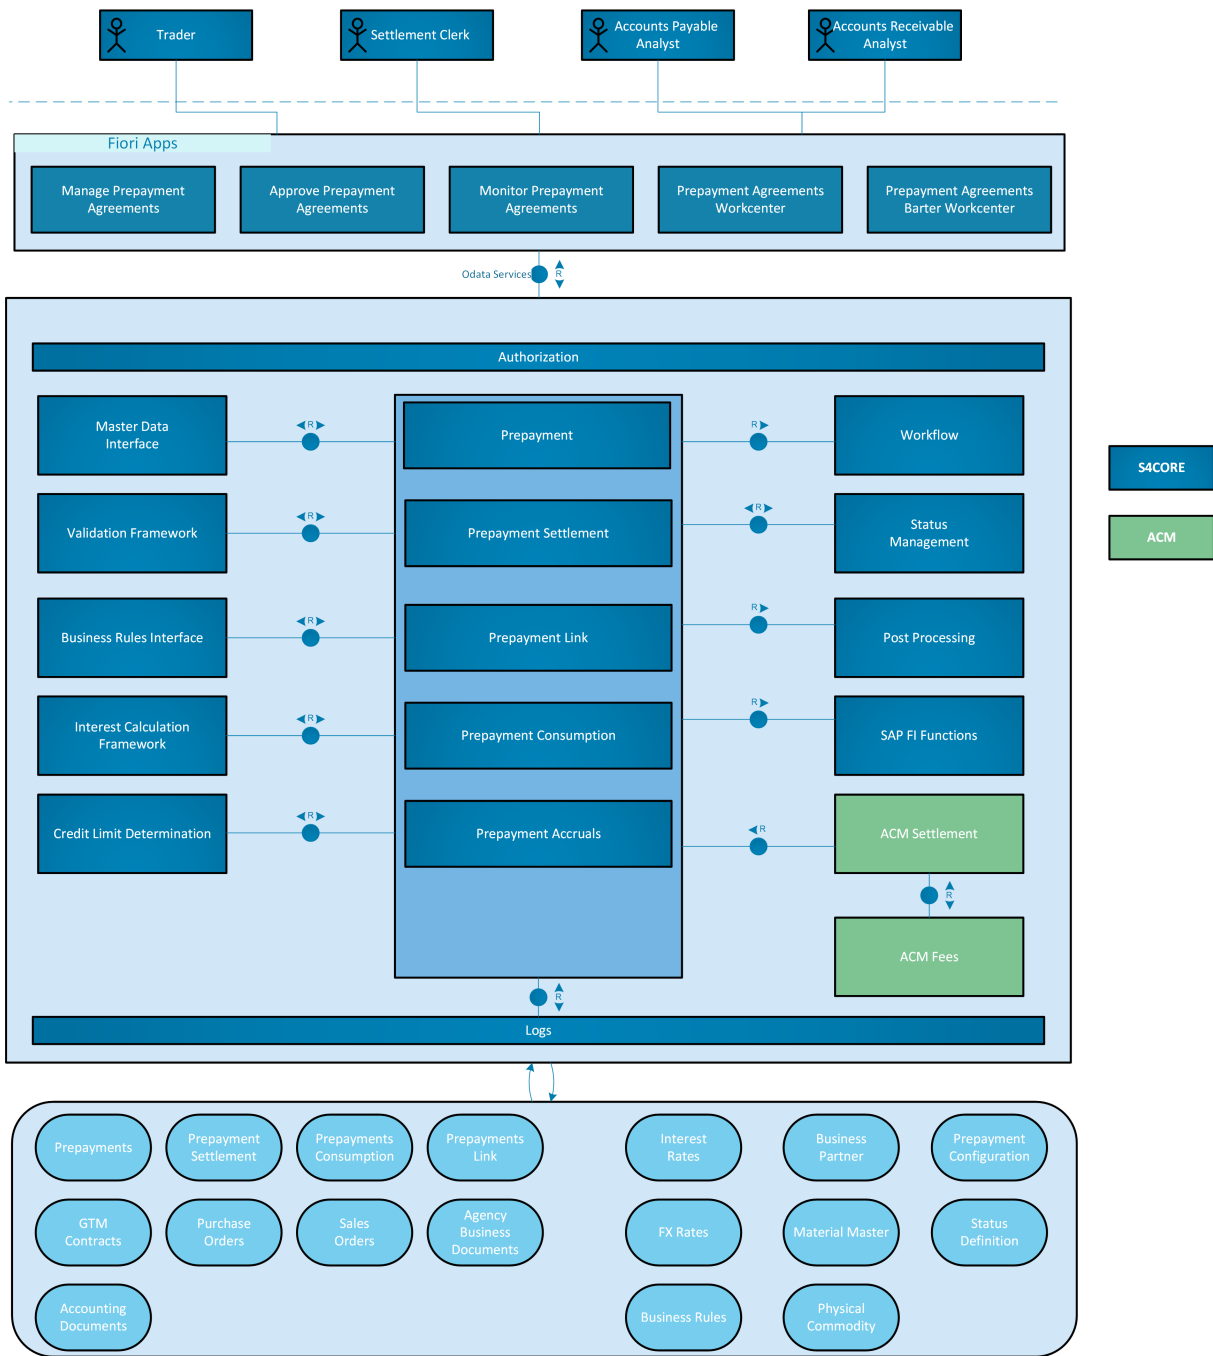 Trader
Settlement Clerk
Accounts Payable
Analyst
Accounts Receivable
Analyst
Fiori Apps
Manage Prepayment
Agreements
Approve Prepayment
Agreements
Monitor Prepayment
Agreements
Prepayment Agreements
Workcenter
Prepayment Agreements
Barter Workcenter
Odata Services
R
Authorization
Master Data
Interface
R
Prepayment
R
Workflow
S4CORE
Validation Framework
R
Prepayment Settlement
R
Status
Management
ACM
Business Rules Interface
R
Prepayment Link
R
Post Processing
Interest Calculation
Framework
R
Prepayment Consumption
R
SAP FI Functions
Credit Limit Determination
R
Prepayment Accruals
R
ACM Settlement
R
ACM Fees
R
Logs
Prepayments
Prepayment
Settlement
Prepayments
Consumption
Prepayments
Link
Interest
Rates
Business
Partner
Prepayment
Configuration
GTM
Contracts
Purchase
Orders
Sales
Orders
Agency
Business
Documents
FX Rates
Material Master
Status
Definition
Accounting
Documents
Business Rules
Physical
Commodity